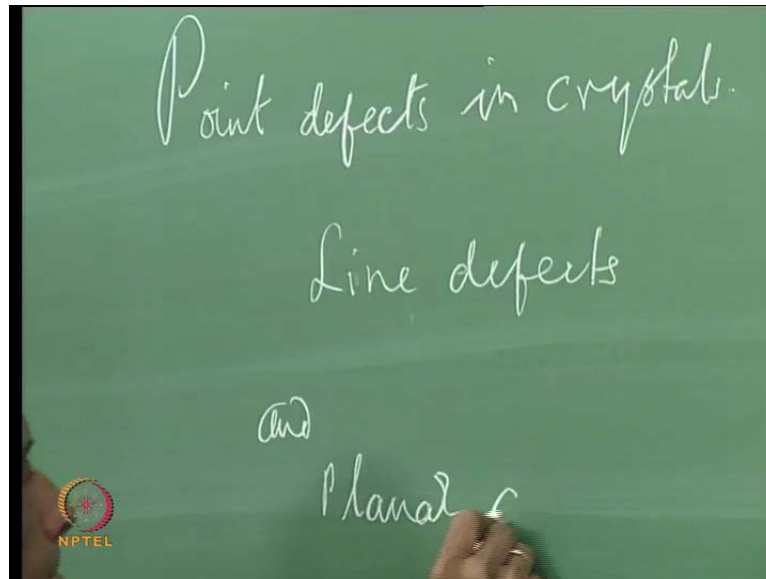 Point defects in crystals.
Line defects
and
Planar
NPTEL